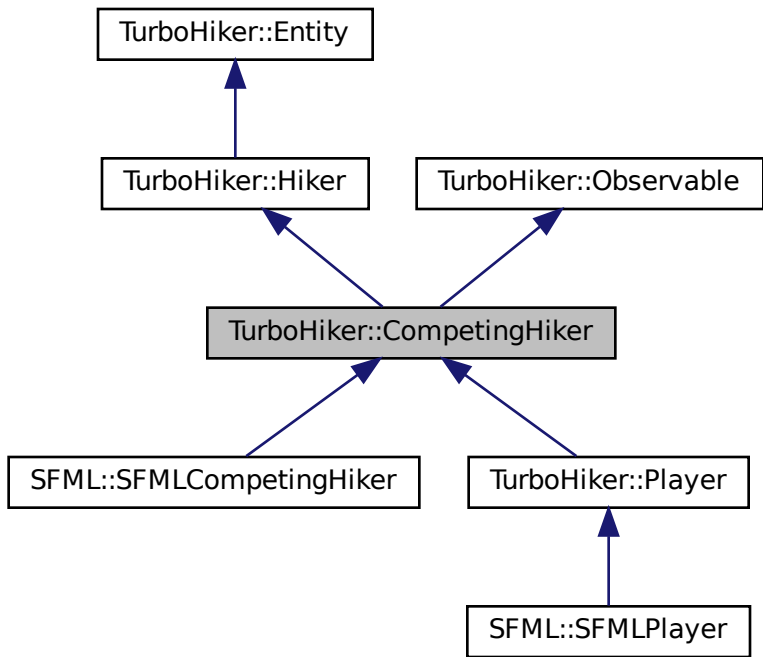 TurboHiker::Entity
TurboHiker::Hiker
TurboHiker::Observable
TurboHiker::CompetingHiker
SFML::SFMLCompetingHiker
TurboHiker::Player
SFML::SFMLPlayer